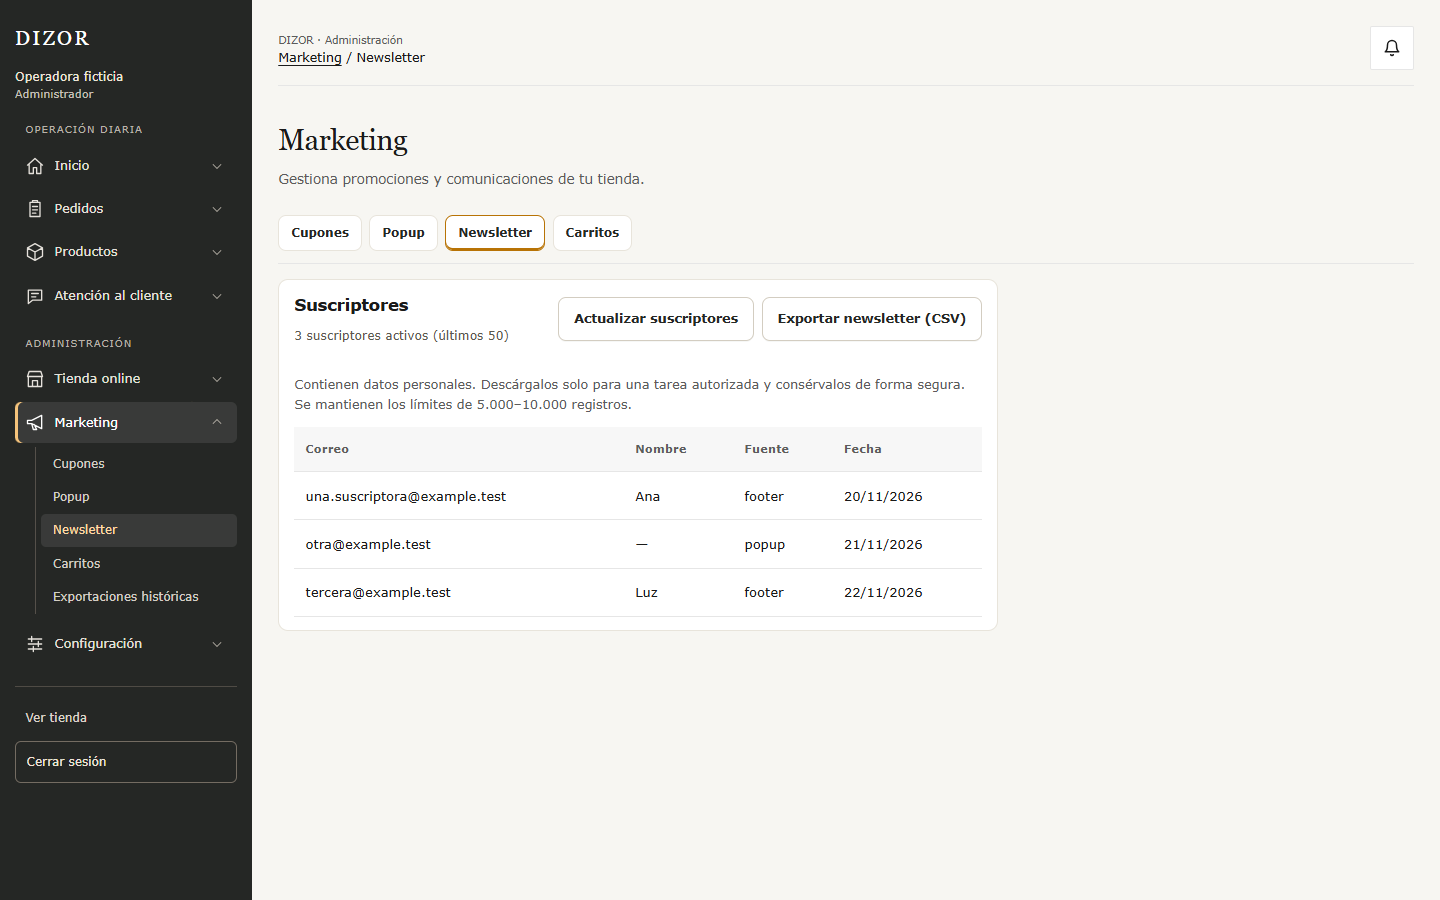 DIZOR
Operadora ficticia
Administrador
OPERACIÓN DIARIA
Inicio
Pedidos
Productos
Atención al cliente
ADMINISTRACIÓN
Tienda online
Marketing
Cupones
Popup
Newsletter
Carritos
Exportaciones históricas
Configuración
Ver tienda
Cerrar sesión
DIZOR · Administración
Marketing / Newsletter
Marketing
Gestiona promociones y comunicaciones de tu tienda.
Cupones Popup Newsletter Carritos
Suscriptores
3 suscriptores activos (últimos 50)
Actualizar suscriptores Exportar newsletter (CSV)
Contienen datos personales. Descárgalos solo para una tarea autorizada y consérvalos de forma segura.
Se mantienen los límites de 5.000–10.000 registros.
Correo Nombre Fuente Fecha
una.suscriptora@example.test Ana footer 20/11/2026
otra@example.test — popup 21/11/2026
tercera@example.test Luz footer 22/11/2026